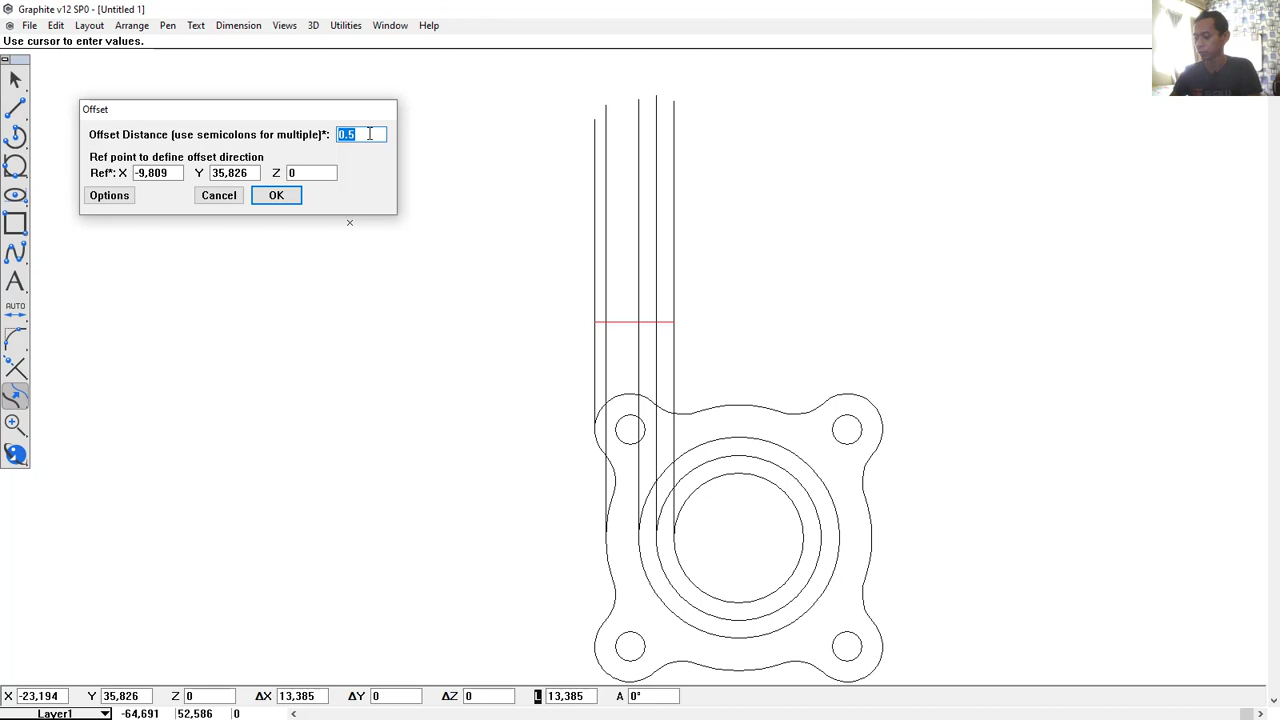 Graphite v12 SP0 - [Untitled 1]
File Edit Layout Arrange Pen Text Dimension Views 3D Utilities Window Help
Use cursor to enter values.
Offset
Offset Distance (use semicolons for multiple)*: 0.5
Ref point to define offset direction
Ref*: X -9,809 Y 35,826 Z 0
Options Cancel OK
A
AUTO
X -23,194 Y 35,826 Z 0 ΔX 13,385 ΔY 0 ΔZ 0 L 13,385 A 0°
Layer1 -64,691 52,586 0